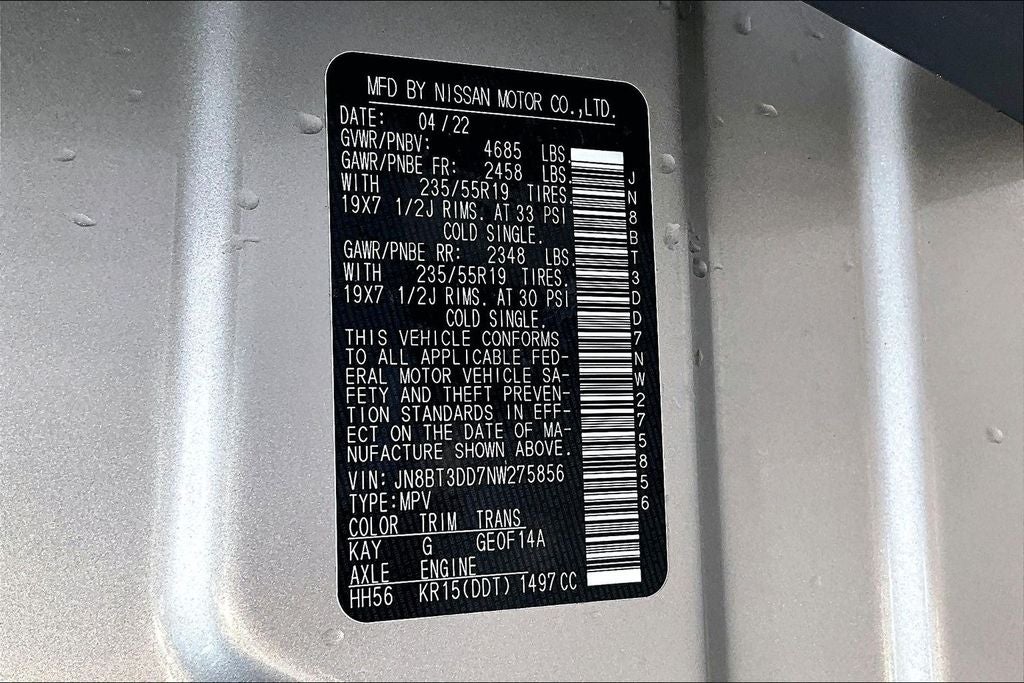 MFD BY NISSAN MOTOR CO.,LTD.
DATE: 04/22
GVWR/PNBV: 4685 LBS.
GAWR/PNBE FR: 2458 LBS.
WITH 235/55R19 TIRES.
19X7 1/2J RIMS. AT 33 PSI
COLD SINGLE.
GAWR/PNBE RR: 2348 LBS.
WITH 235/55R19 TIRES.
19X7 1/2J RIMS. AT 30 PSI
COLD SINGLE.
THIS VEHICLE CONFORMS
TO ALL APPLICABLE FED-
ERAL MOTOR VEHICLE SA-
FETY AND THEFT PREVEN-
TION STANDARDS IN EFF-
ECT ON THE DATE OF MA-
NUFACTURE SHOWN ABOVE.
VIN: JN8BT3DD7NW275856
TYPE:MPV
COLOR TRIM TRANS
KAY G GE0F14A
AXLE ENGINE
HH56 KR15(DDT) 1497 CC
JN8BT3DD7NW275856